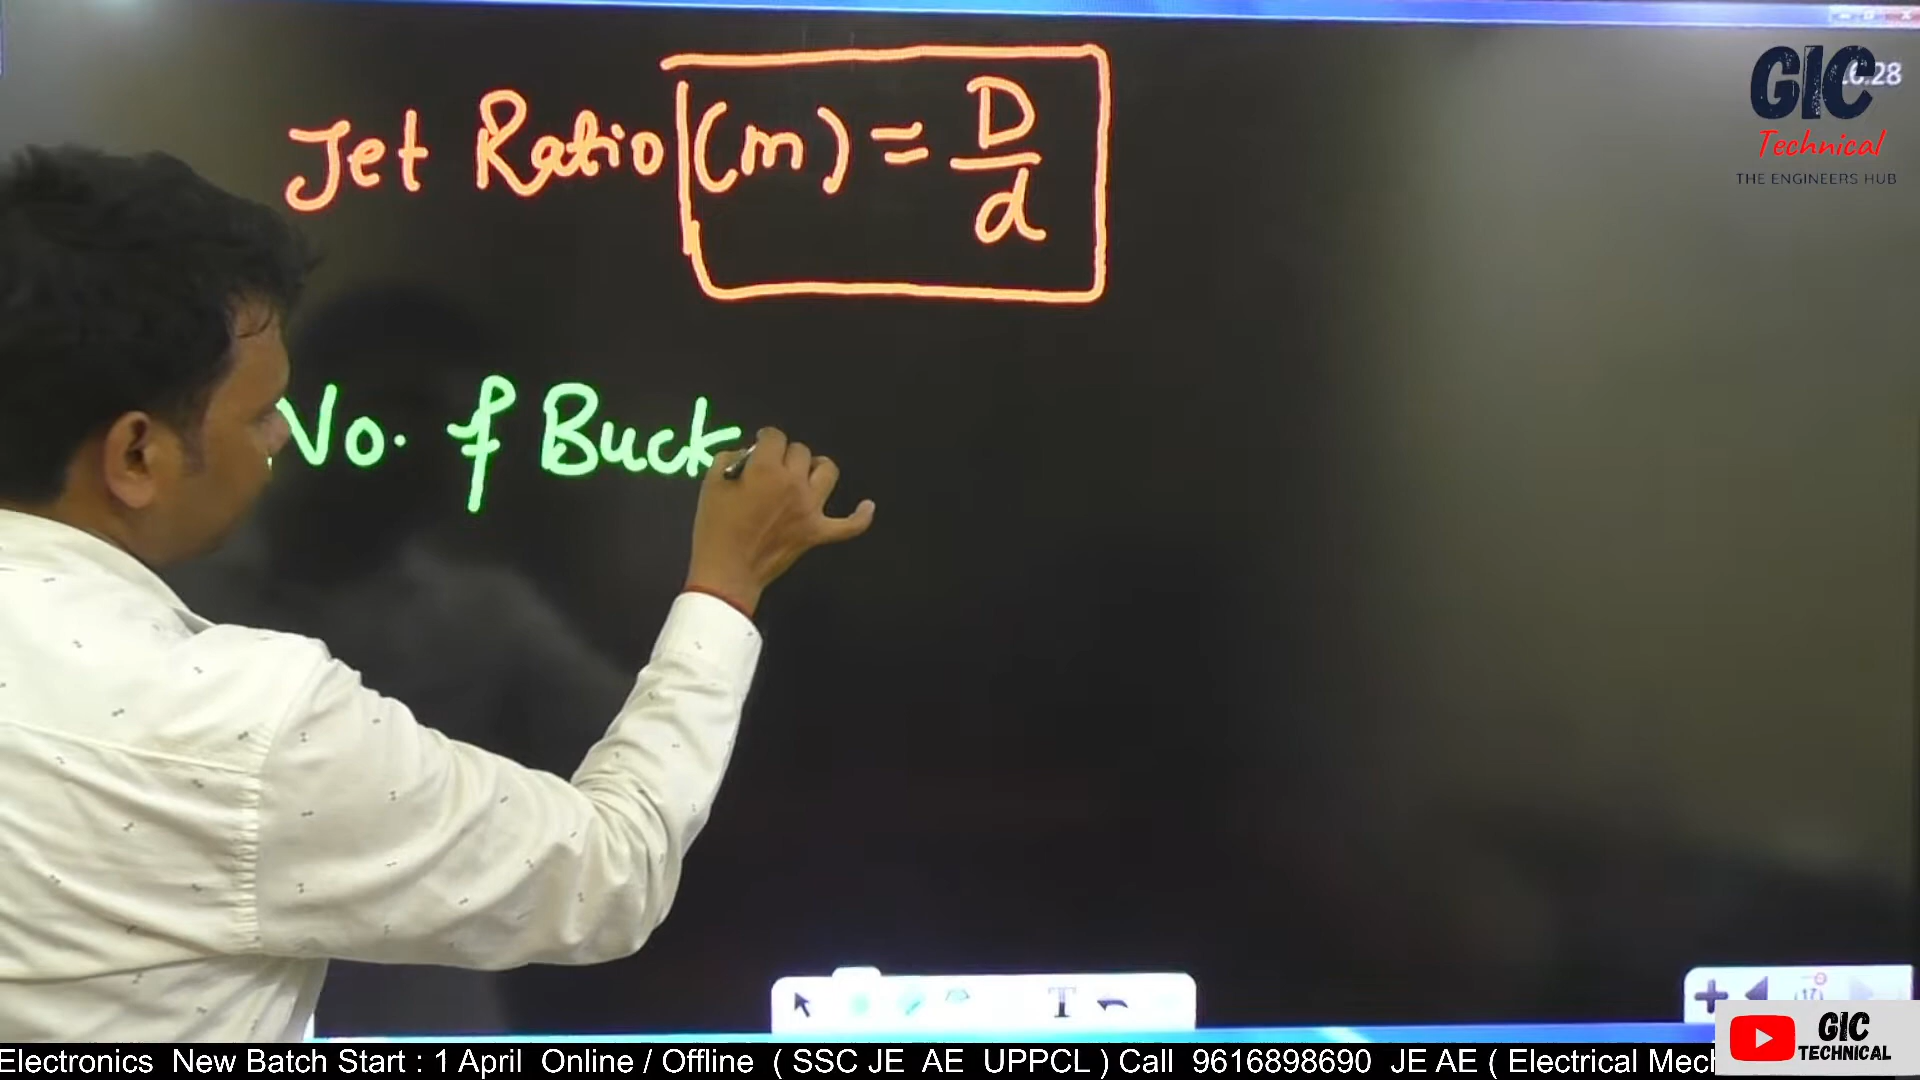 Jet Ratio (m) = D/d
No. of Buck
GIC
Technical
THE ENGINEERS HUB
T
(17)
GIC
TECHNICAL
Electronics New Batch Start : 1 April Online / Offline ( SSC JE AE UPPCL ) Call 9616898690 JE AE ( Electrical Mech